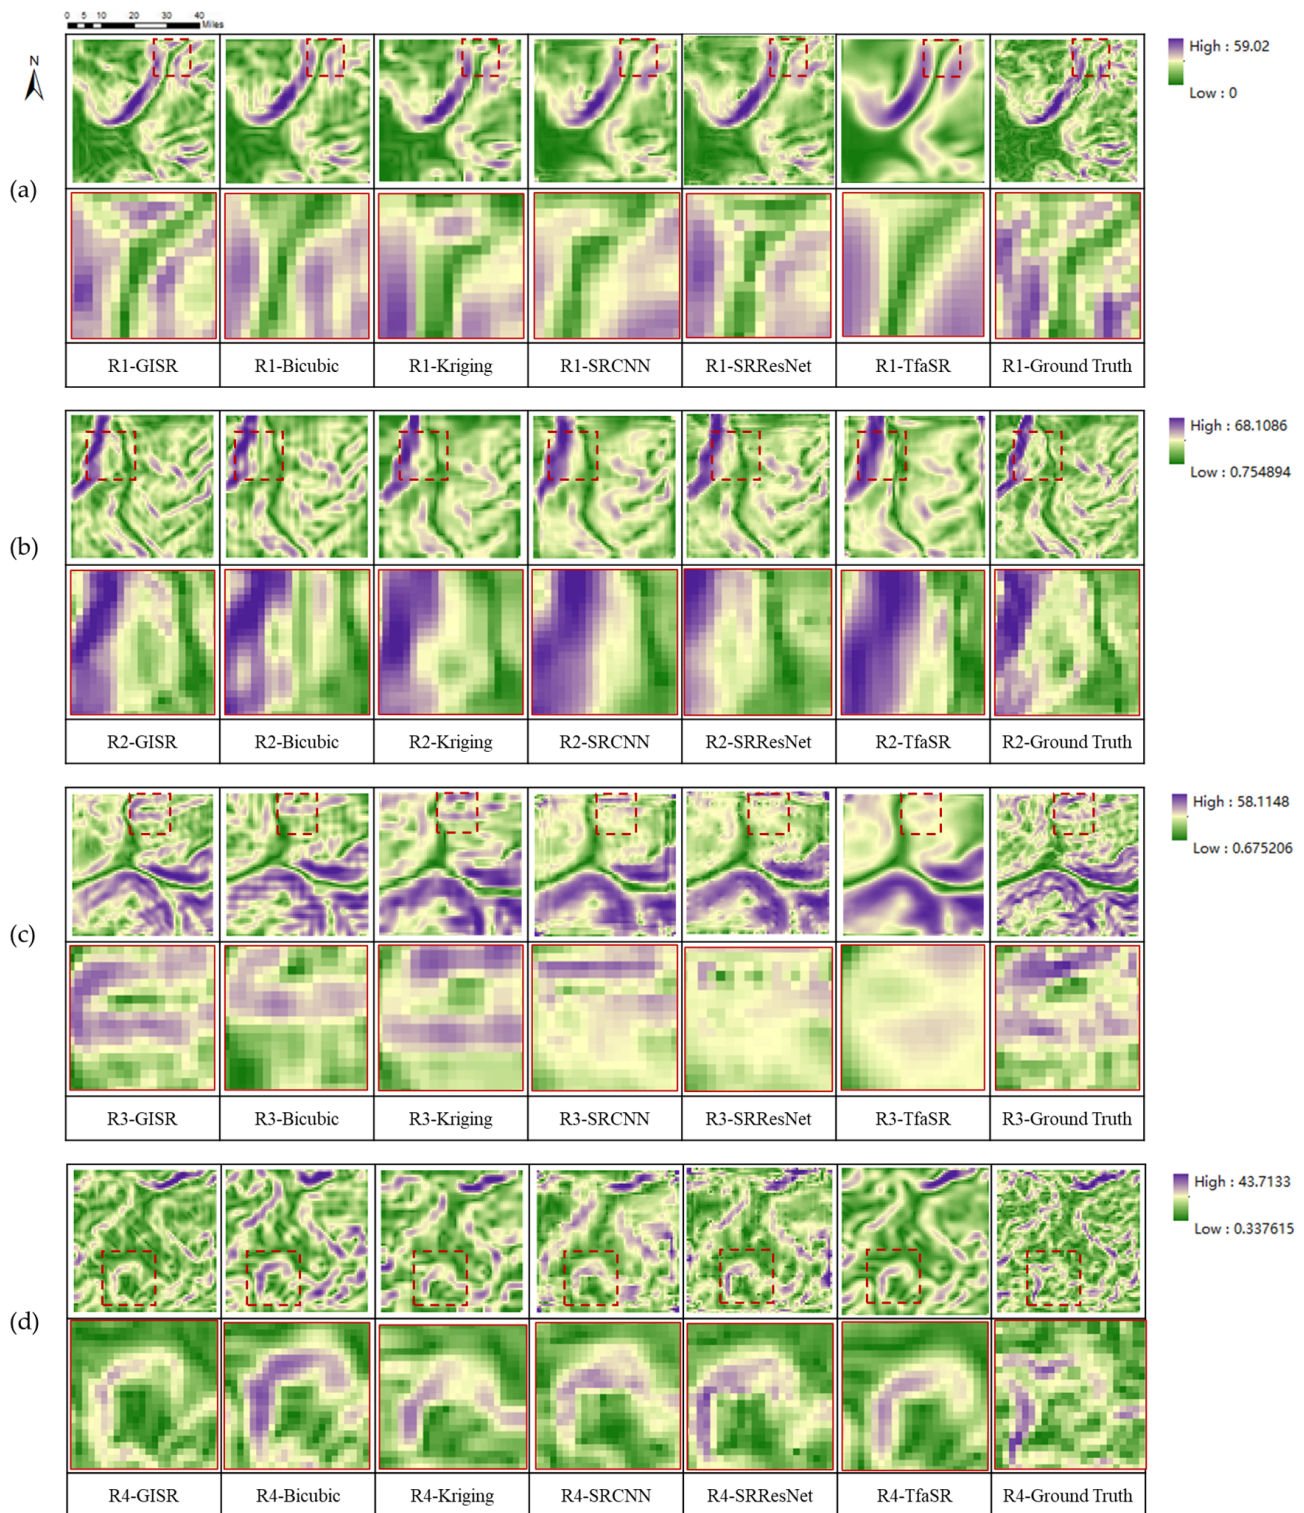 0 5 10 20 30 40
Miles
N
High : 59.02
Low : 0
(a)
R1-GISR R1-Bicubic R1-Kriging R1-SRCNN R1-SRResNet R1-TfaSR R1-Ground Truth
High : 68.1086
Low : 0.754894
(b)
R2-GISR R2-Bicubic R2-Kriging R2-SRCNN R2-SRResNet R2-TfaSR R2-Ground Truth
High : 58.1148
Low : 0.675206
(c)
R3-GISR R3-Bicubic R3-Kriging R3-SRCNN R3-SRResNet R3-TfaSR R3-Ground Truth
High : 43.7133
Low : 0.337615
(d)
R4-GISR R4-Bicubic R4-Kriging R4-SRCNN R4-SRResNet R4-TfaSR R4-Ground Truth